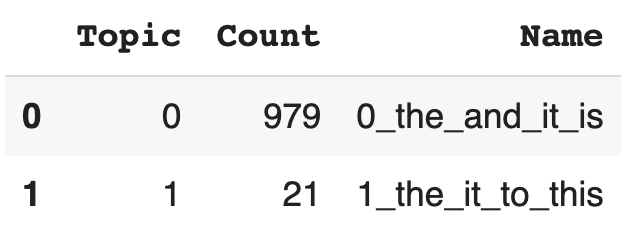 Topic Count Name
0 0 979 0_the_and_it_is
1 1 21 1_the_it_to_this